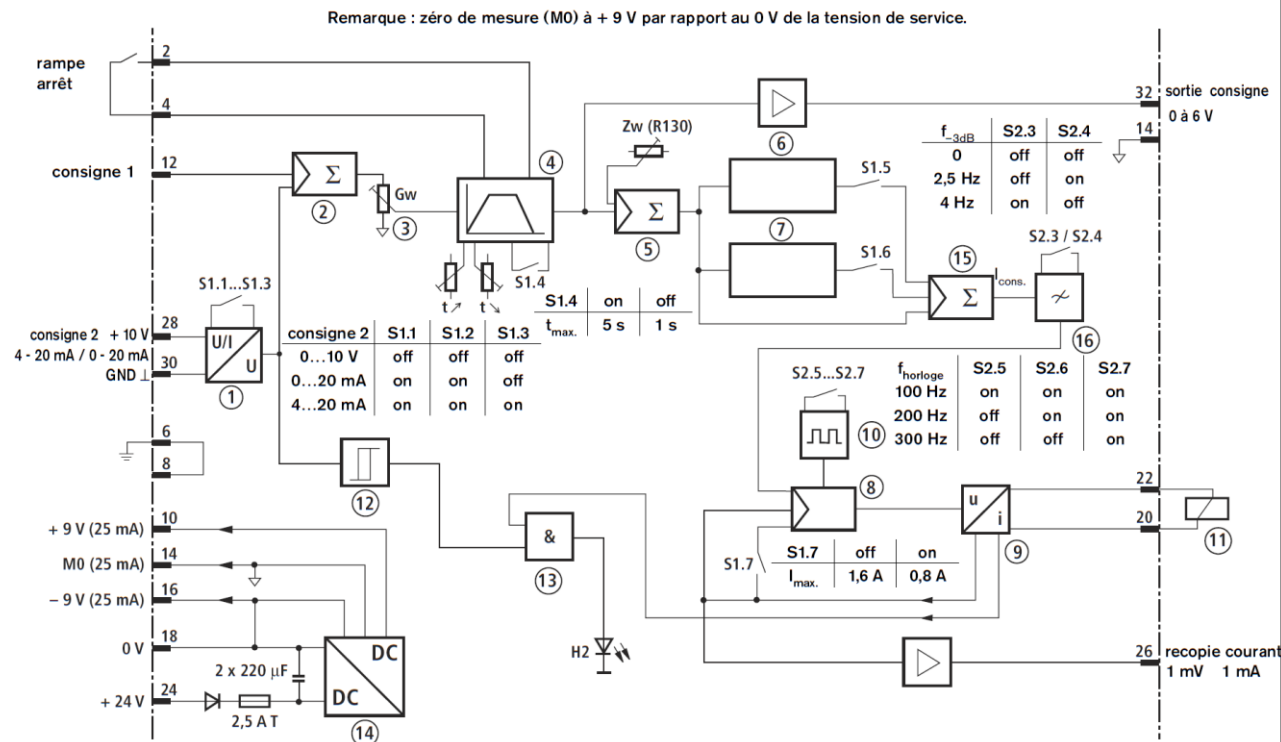 Remarque : zéro de mesure (M0) à + 9 V par rapport au 0 V de la tension de service.
rampe
arrêt
2
4
consigne 1
12
Σ
2
Gw
3
4
S1.4
t↗
t↘
Zw (R130)
Σ
5
6
7
S1.5
S1.6
32
sortie consigne
0 à 6 V
14
f-3dB S2.3 S2.4
0 off off
2,5 Hz off on
4 Hz on off
15
Σ
Icons.
S2.3 / S2.4
16
S1.4 on off
tmax. 5 s 1 s
S1.1...S1.3
consigne 2 + 10 V
28
4 - 20 mA / 0 - 20 mA
30
GND ⊥
U/I
U
1
consigne 2 S1.1 S1.2 S1.3
0...10 V off off off
0...20 mA on on off
4...20 mA on on on
fhorloge S2.5 S2.6 S2.7
100 Hz on on on
200 Hz off on on
300 Hz off off on
S2.5...S2.7
10
6
8
12
8
u
i
9
22
20
11
&
13
S1.7
S1.7 off on
Imax. 1,6 A 0,8 A
+ 9 V (25 mA)
10
M0 (25 mA)
14
− 9 V (25 mA)
16
0 V
18
+ 24 V
24
2 x 220 µF
2,5 A T
DC
DC
14
H2
26
recopie courant
1 mV 1 mA